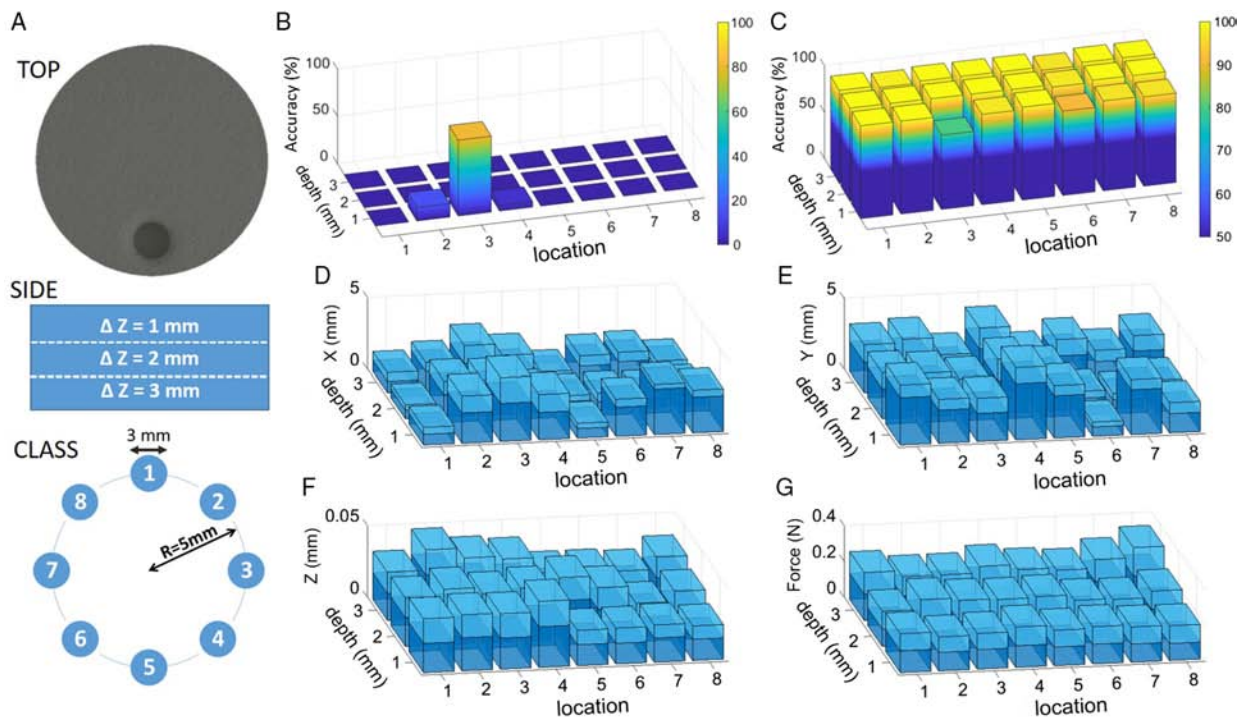 A
TOP
SIDE
Δ Z = 1 mm
Δ Z = 2 mm
Δ Z = 3 mm
CLASS
3 mm
1
2
3
4
5
6
7
8
R=5mm
B
Accuracy (%)
100
50
0
depth (mm)
3
2
1
1 2 3 4 5 6 7 8
location
100
80
60
40
20
0
C
Accuracy (%)
100
50
0
depth (mm)
3
2
1
1 2 3 4 5 6 7 8
location
100
90
80
70
60
50
D
X (mm)
5
0
depth (mm)
3
2
1
1 2 3 4 5 6 7 8
location
E
Y (mm)
5
0
depth (mm)
3
2
1
1 2 3 4 5 6 7 8
location
F
Z (mm)
0.05
0
depth (mm)
3
2
1
1 2 3 4 5 6 7 8
location
G
Force (N)
0.4
0.2
0
depth (mm)
3
2
1
1 2 3 4 5 6 7 8
location